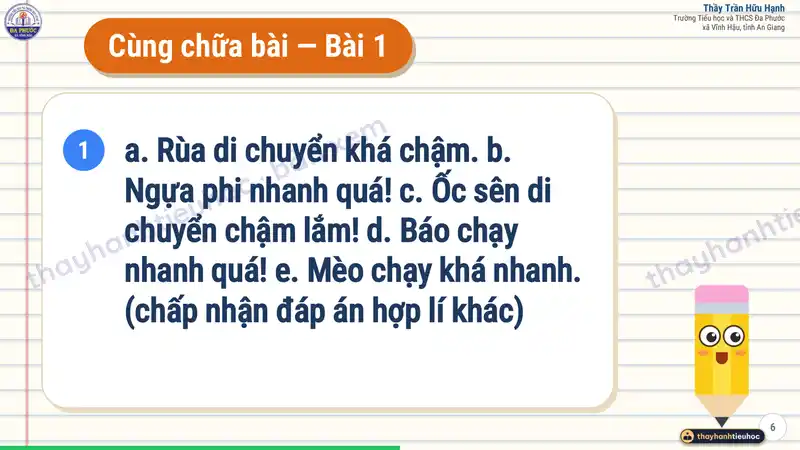 Thầy Trần Hữu Hạnh
Trường Tiểu học và THCS Đa Phước
xã Vĩnh Hậu, tỉnh An Giang
ĐA PHƯỚC
Cùng chữa bài – Bài 1
1
a. Rùa di chuyển khá chậm. b.
Ngựa phi nhanh quá! c. Ốc sên di
chuyển chậm lắm! d. Báo chạy
nhanh quá! e. Mèo chạy khá nhanh.
(chấp nhận đáp án hợp lí khác)
thayhanhtieuhoc
6